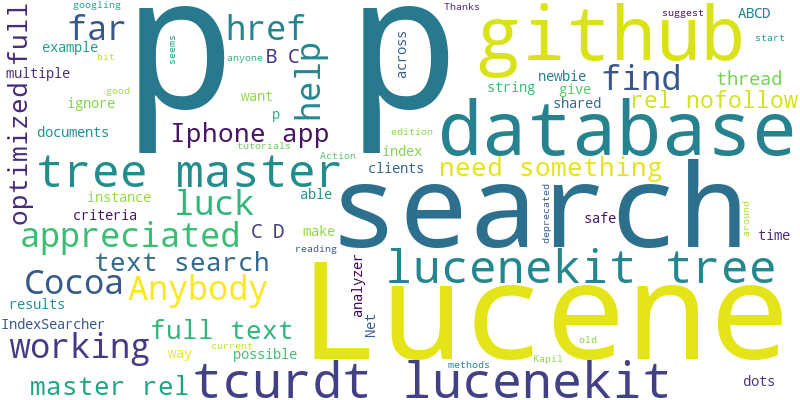 googling
Thanks
far
p p
href
github
suggest
ABCD
example
seems
B C
anyone
bit
across
start
multiple
full
help
newbie
find
thread
good
want
string
give
ignore
shared
rel nofollow
p
documents
Iphone app
edition
database
optimized
tutorials
index
Action
tree master
clients
need something
instance
able
luck
search
criteria
safe
deprecated
around
appreciated
C D
make
time
reading
text search
lucenekit tree
Cocoa
Anybody
analyzer
Lucene
results
IndexSearcher
full text
Net
old
working
way
current
possible
Kapil
methods
master rel
tcurdt lucenekit
dots